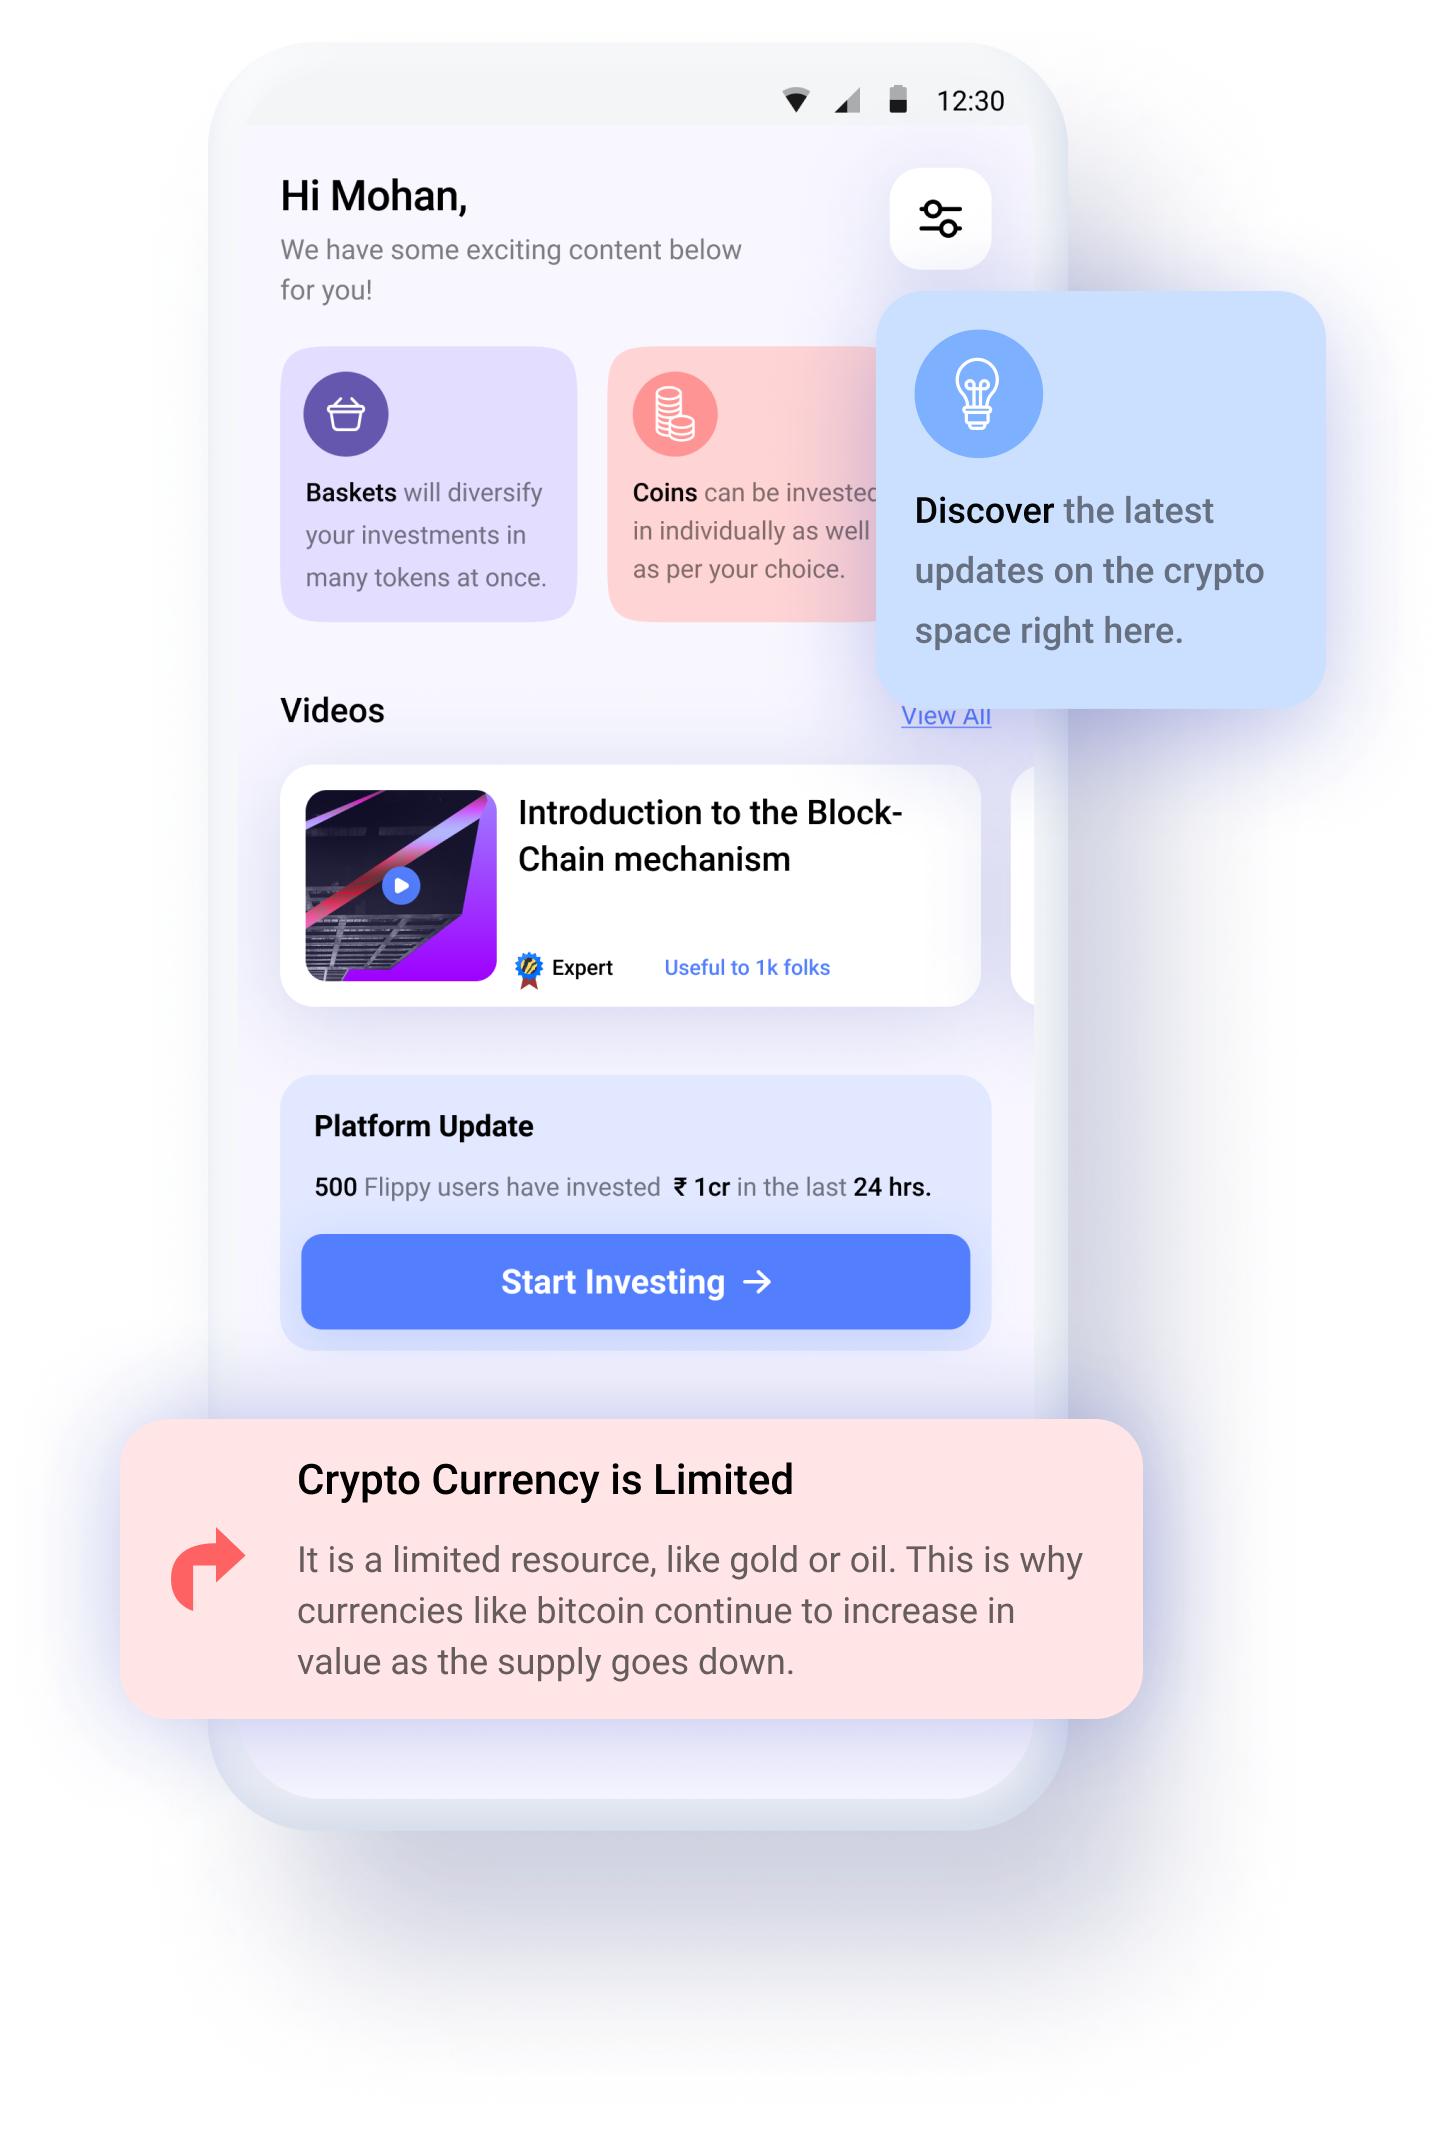 12:30
Hi Mohan,
We have some exciting content below
for you!
Baskets will diversify
your investments in
many tokens at once.
Coins can be invested
in individually as well
as per your choice.
Discover the latest
updates on the crypto
space right here.
Videos
View All
Introduction to the Block-
Chain mechanism
Expert
Useful to 1k folks
Platform Update
500 Flippy users have invested ₹ 1cr in the last 24 hrs.
Start Investing
Crypto Currency is Limited
It is a limited resource, like gold or oil. This is why
currencies like bitcoin continue to increase in
value as the supply goes down.